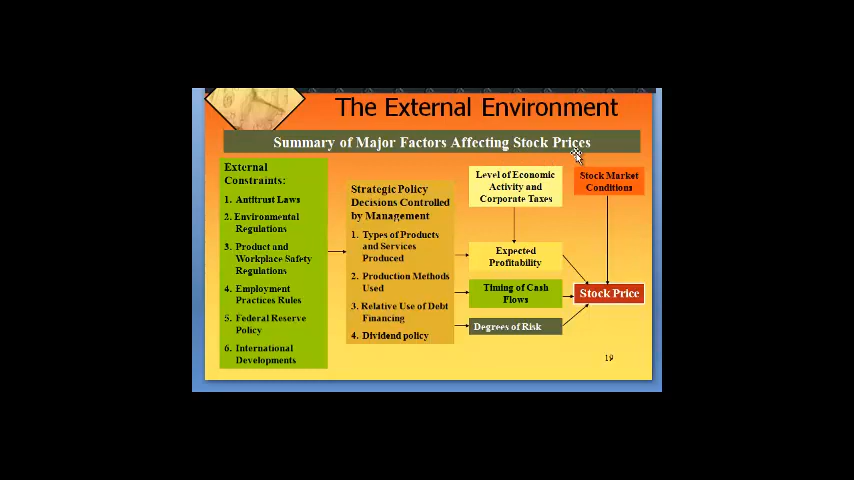 The External Environment
Summary of Major Factors Affecting Stock Prices
External
Constraints:
1. Antitrust Laws
2. Environmental
Regulations
3. Product and
Workplace Safety
Regulations
4. Employment
Practices Rules
5. Federal Reserve
Policy
6. International
Developments
Strategic Policy
Decisions Controlled
by Management
1. Types of Products
and Services
Produced
2. Production Methods
Used
3. Relative Use of Debt
Financing
4. Dividend policy
Level of Economic
Activity and
Corporate Taxes
Expected
Profitability
Timing of Cash
Flows
Degrees of Risk
Stock Market
Conditions
Stock Price
19